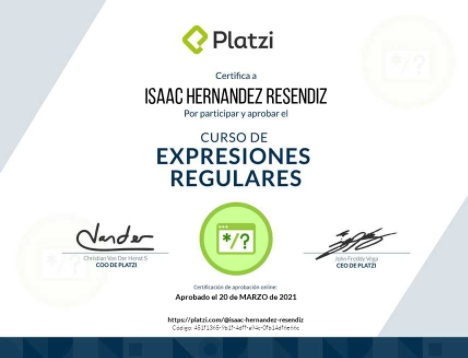 Platzi
Certifica a
ISAAC HERNANDEZ RESENDIZ
Por participar y aprobar el
CURSO DE
EXPRESIONES
REGULARES
*/?
*/?
Christian Van Der Henst S
COO DE PLATZI
John Freddy Vega
CEO DE PLATZI
Certificación de aprobación online:
Aprobado el 20 de MARZO de 2021
https://platzi.com/@isaac-hernandez-resendiz
Código: